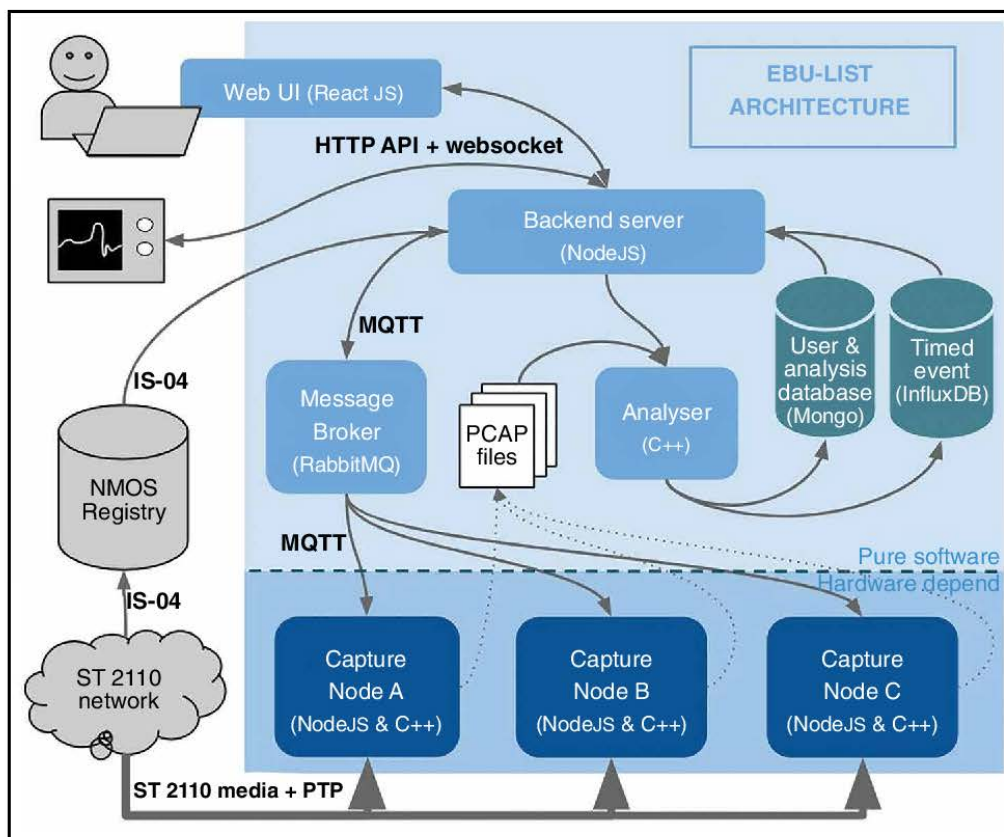 EBU-LIST
ARCHITECTURE
Web UI (React JS)
HTTP API + websocket
Backend server
(NodeJS)
MQTT
IS-04
Message
Broker
(RabbitMQ)
PCAP
files
Analyser
(C++)
User &
analysis
database
(Mongo)
Timed
event
(InfluxDB)
NMOS
Registry
MQTT
Pure software
Hardware depend
IS-04
ST 2110
network
Capture
Node A
(NodeJS & C++)
Capture
Node B
(NodeJS & C++)
Capture
Node C
(NodeJS & C++)
ST 2110 media + PTP